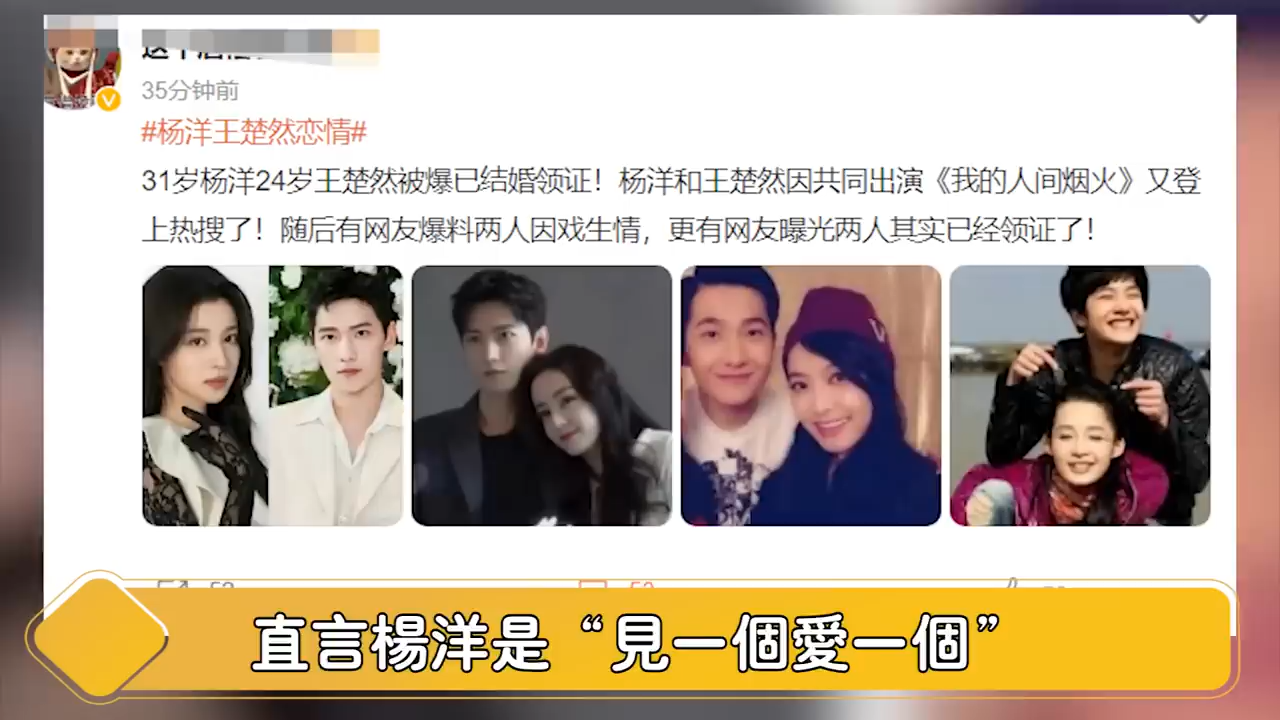 35分钟前
#杨洋王楚然恋情#
31岁杨洋24岁王楚然被爆已结婚领证！杨洋和王楚然因共同出演《我的人间烟火》又登
上热搜了！随后有网友爆料两人因戏生情，更有网友曝光两人其实已经领证了！
直言楊洋是“見一個愛一個”